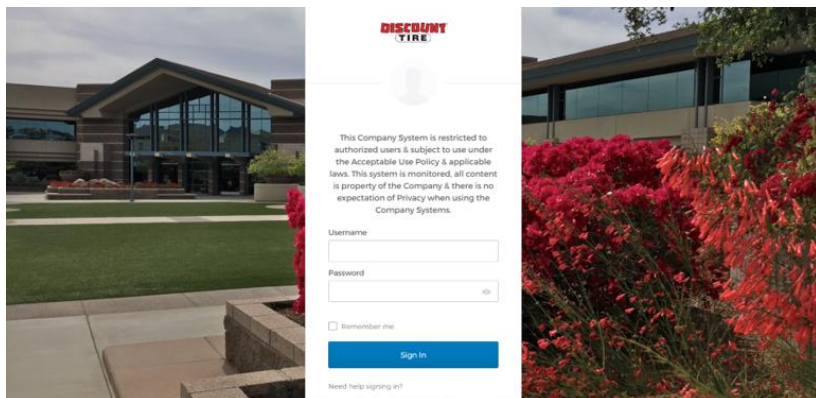 DISCOUNT
TIRE
This Company System is restricted to
authorized users & subject to use under
the Acceptable Use Policy & applicable
laws. This system is monitored, all content
is property of the Company & there is no
expectation of Privacy when using the
Company Systems.
Username
Password
Remember me
Sign In
Need help signing in?